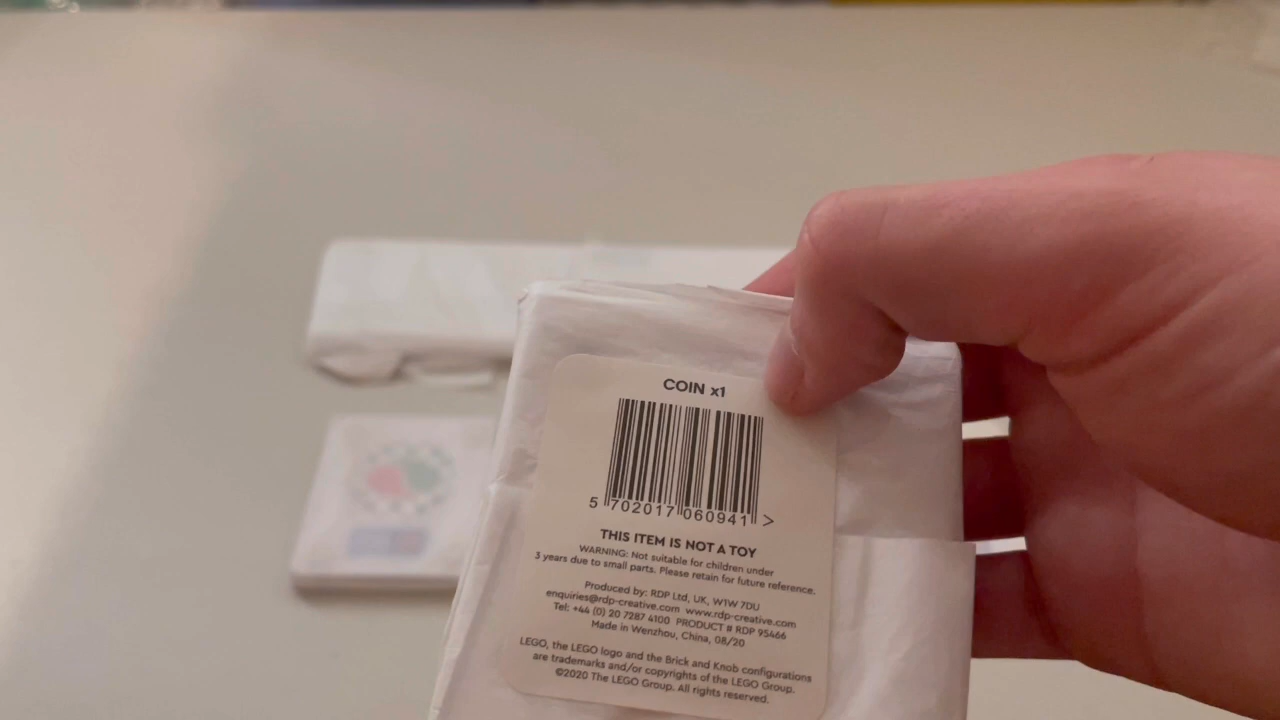 COIN x1
5 702017 060941 >
THIS ITEM IS NOT A TOY
WARNING: Not suitable for children under
3 years due to small parts. Please retain for future reference.
Produced by: RDP Ltd, UK, W1W 7DU
enquiries@rdp-creative.com www.rdp-creative.com
Tel: +44 (0) 20 7287 4100 PRODUCT # RDP 95466
Made in Wenzhou, China, 08/20
LEGO, the LEGO logo and the Brick and Knob configurations
are trademarks and/or copyrights of the LEGO Group.
©2020 The LEGO Group. All rights reserved.